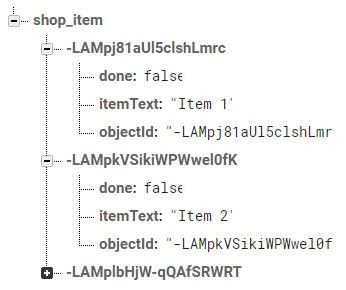 shop_item
-LAMpj81aUl5clshLmrc
done: false
itemText: "Item 1"
objectId: "-LAMpj81aUl5clshLmr
-LAMpkVSikiWPWwel0fK
done: false
itemText: "Item 2"
objectId: "-LAMpkVSikiWPWwel0f
-LAMplbHjW-qQAfSRWRT